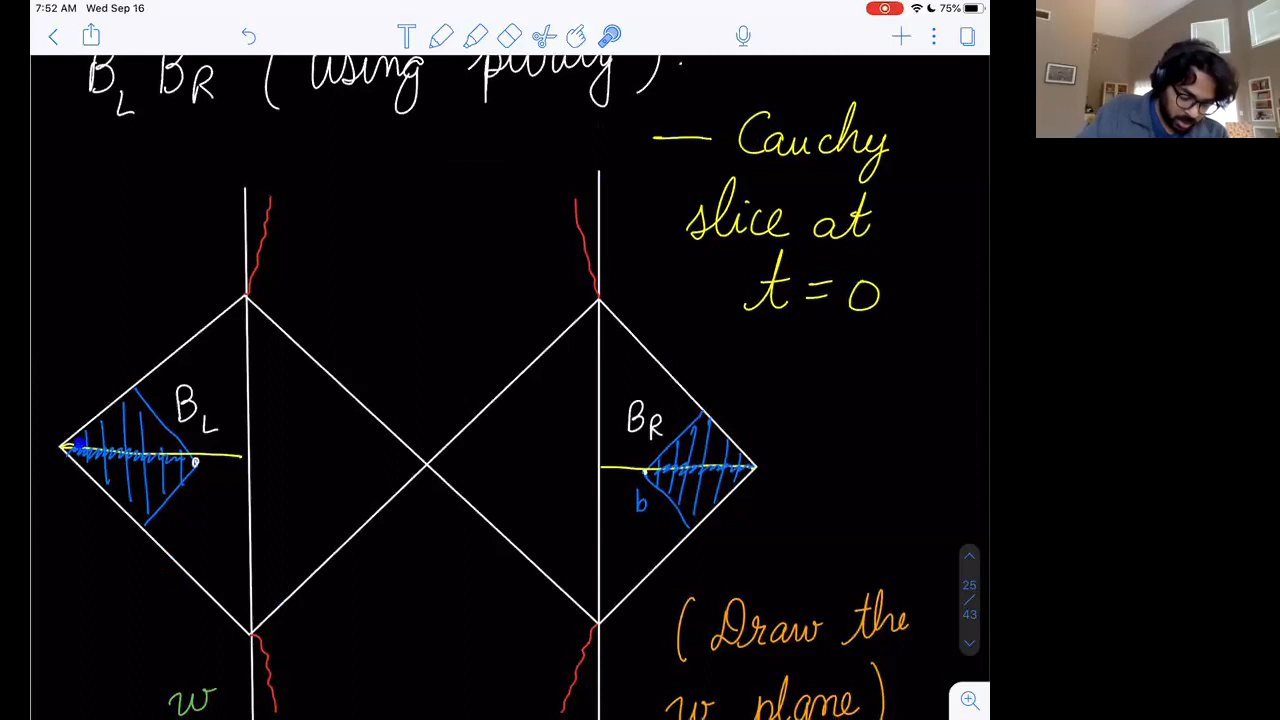 7:52 AM Wed Sep 16
75%
B_L B_R ( using purity ).
— Cauchy
slice at
t = 0
B_L
B_R
b
25
/
43
( Draw the
w plane )
w